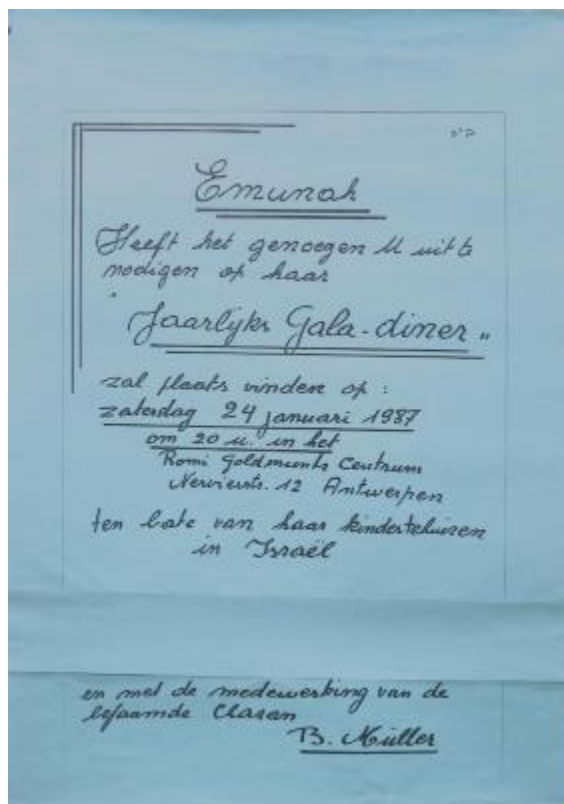 Emunah
Heeft het genoegen U uit te
nodigen op haar
"Jaarlijks Gala-diner"
zal plaats vinden op :
zaterdag 24 januari 1987
om 20 u. in het
Romi Goldmuntz Centrum
Nervierstr. 12 Antwerpen
ten bate van haar kindertehuizen
in Israël
en met de medewerking van de
befaamde Chasan
B. Müller